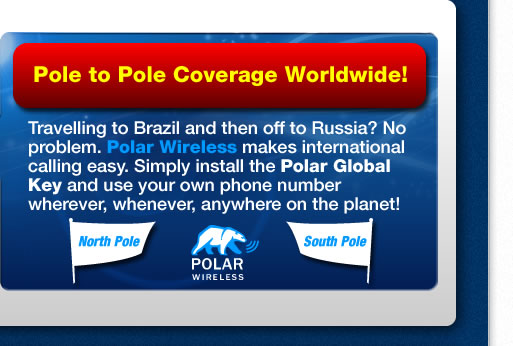 Pole to Pole Coverage Worldwide!
Travelling to Brazil and then off to Russia? No
problem. Polar Wireless makes international
calling easy. Simply install the Polar Global
Key and use your own phone number
wherever, whenever, anywhere on the planet!
North Pole
South Pole
POLAR
WIRELESS